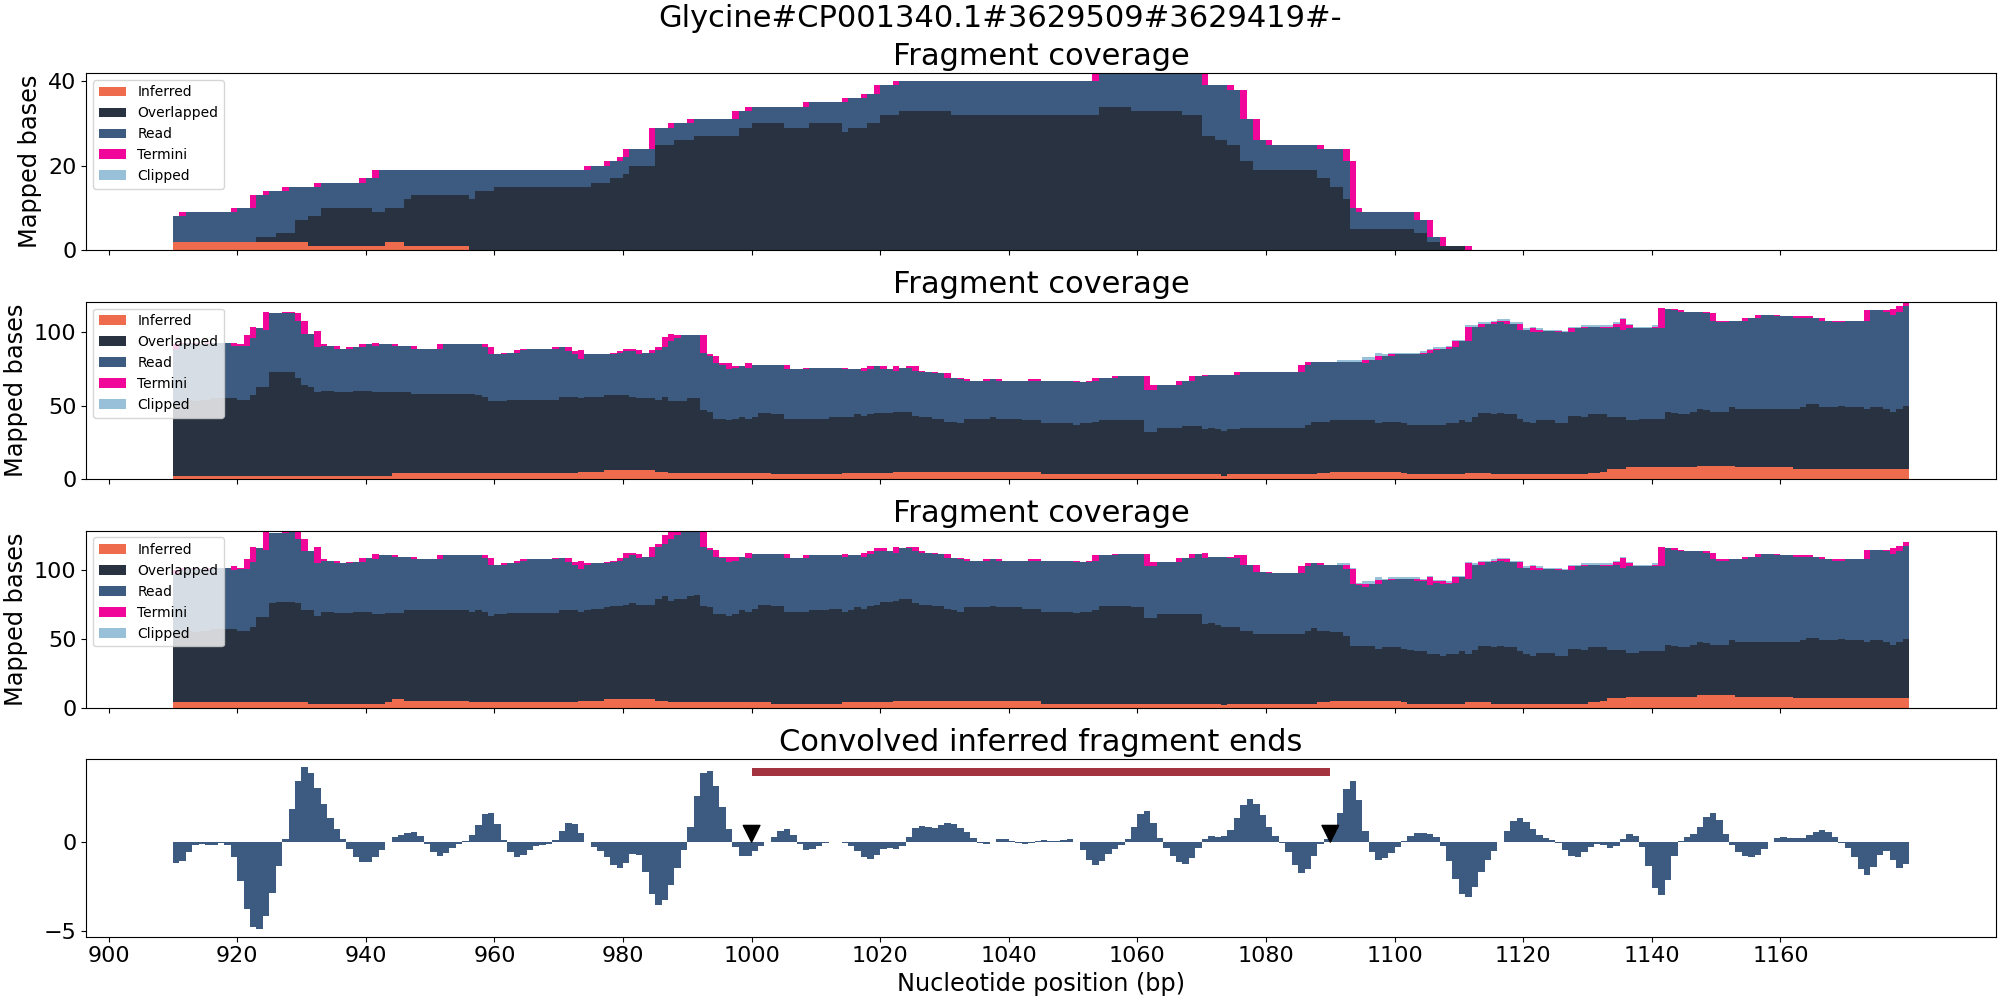 Glycine#CP001340.1#3629509#3629419#-
Fragment coverage
Mapped bases
40
20
0
Inferred
Overlapped
Read
Termini
Clipped
Fragment coverage
Mapped bases
100
50
0
Inferred
Overlapped
Read
Termini
Clipped
Fragment coverage
Mapped bases
100
50
0
Inferred
Overlapped
Read
Termini
Clipped
Convolved inferred fragment ends
0
−5
900 920 940 960 980 1000 1020 1040 1060 1080 1100 1120 1140 1160
Nucleotide position (bp)